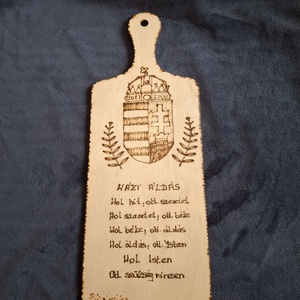 HÁZI ÁLDÁS
Hol hit, ott szeretet
Hol szeretet, ott béke
Hol béke, ott áldás
Hol áldás, ott Isten
Hol Isten
Ott szükség nincsen